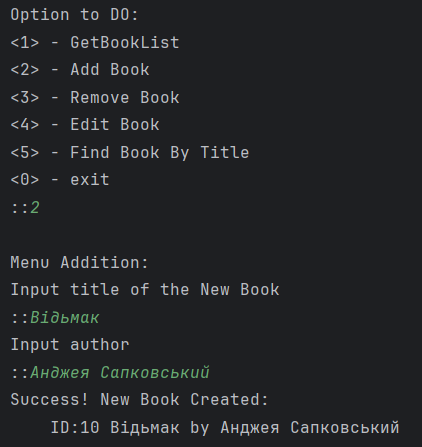 Option to DO:
<1> - GetBookList
<2> - Add Book
<3> - Remove Book
<4> - Edit Book
<5> - Find Book By Title
<0> - exit
::2
Menu Addition:
Input title of the New Book
::Відьмак
Input author
::Анджея Сапковський
Success! New Book Created:
ID:10 Відьмак by Анджея Сапковський